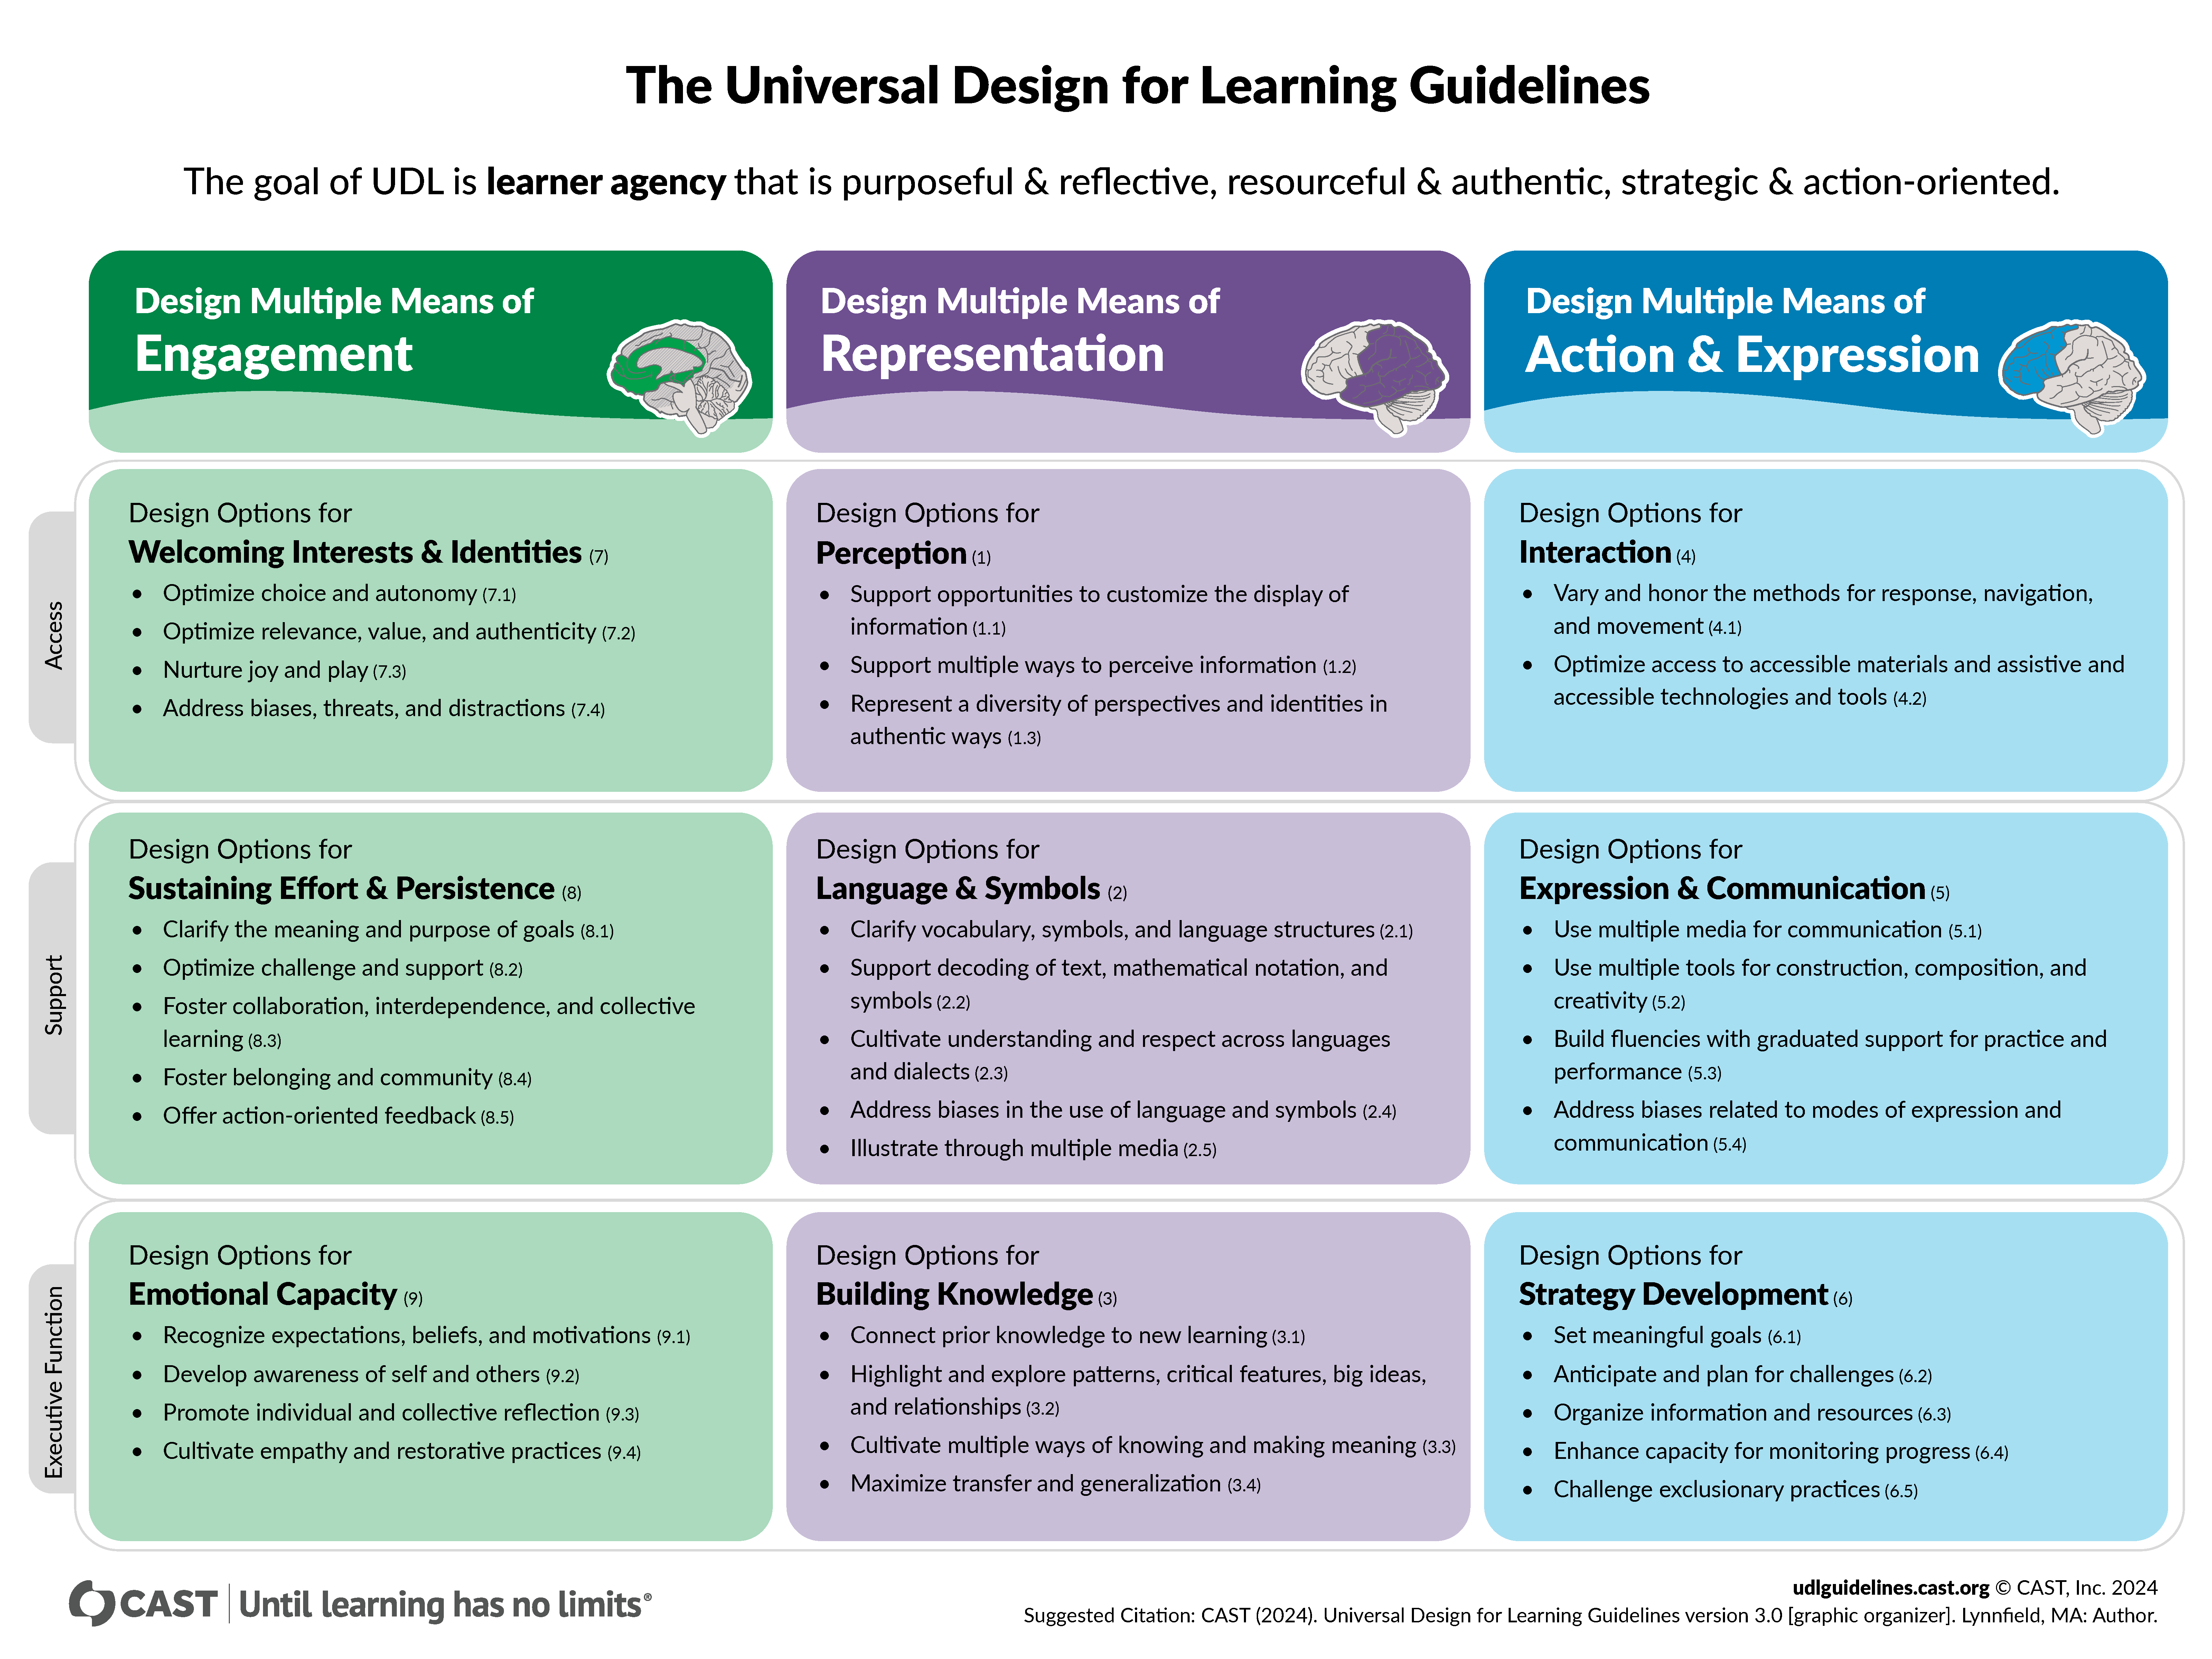 The Universal Design for Learning Guidelines
The goal of UDL is learner agency that is purposeful & reflective, resourceful & authentic, strategic & action-oriented.
Design Multiple Means of
Engagement
Design Multiple Means of
Representation
Design Multiple Means of
Action & Expression
Access
Design Options for
Welcoming Interests & Identities (7)
• Optimize choice and autonomy (7.1)
• Optimize relevance, value, and authenticity (7.2)
• Nurture joy and play (7.3)
• Address biases, threats, and distractions (7.4)
Design Options for
Perception (1)
• Support opportunities to customize the display of
information (1.1)
• Support multiple ways to perceive information (1.2)
• Represent a diversity of perspectives and identities in
authentic ways (1.3)
Design Options for
Interaction (4)
• Vary and honor the methods for response, navigation,
and movement (4.1)
• Optimize access to accessible materials and assistive and
accessible technologies and tools (4.2)
Support
Design Options for
Sustaining Effort & Persistence (8)
• Clarify the meaning and purpose of goals (8.1)
• Optimize challenge and support (8.2)
• Foster collaboration, interdependence, and collective
learning (8.3)
• Foster belonging and community (8.4)
• Offer action-oriented feedback (8.5)
Design Options for
Language & Symbols (2)
• Clarify vocabulary, symbols, and language structures (2.1)
• Support decoding of text, mathematical notation, and
symbols (2.2)
• Cultivate understanding and respect across languages
and dialects (2.3)
• Address biases in the use of language and symbols (2.4)
• Illustrate through multiple media (2.5)
Design Options for
Expression & Communication (5)
• Use multiple media for communication (5.1)
• Use multiple tools for construction, composition, and
creativity (5.2)
• Build fluencies with graduated support for practice and
performance (5.3)
• Address biases related to modes of expression and
communication (5.4)
Executive Function
Design Options for
Emotional Capacity (9)
• Recognize expectations, beliefs, and motivations (9.1)
• Develop awareness of self and others (9.2)
• Promote individual and collective reflection (9.3)
• Cultivate empathy and restorative practices (9.4)
Design Options for
Building Knowledge (3)
• Connect prior knowledge to new learning (3.1)
• Highlight and explore patterns, critical features, big ideas,
and relationships (3.2)
• Cultivate multiple ways of knowing and making meaning (3.3)
• Maximize transfer and generalization (3.4)
Design Options for
Strategy Development (6)
• Set meaningful goals (6.1)
• Anticipate and plan for challenges (6.2)
• Organize information and resources (6.3)
• Enhance capacity for monitoring progress (6.4)
• Challenge exclusionary practices (6.5)
CAST | Until learning has no limits®
udlguidelines.cast.org © CAST, Inc. 2024
Suggested Citation: CAST (2024). Universal Design for Learning Guidelines version 3.0 [graphic organizer]. Lynnfield, MA: Author.